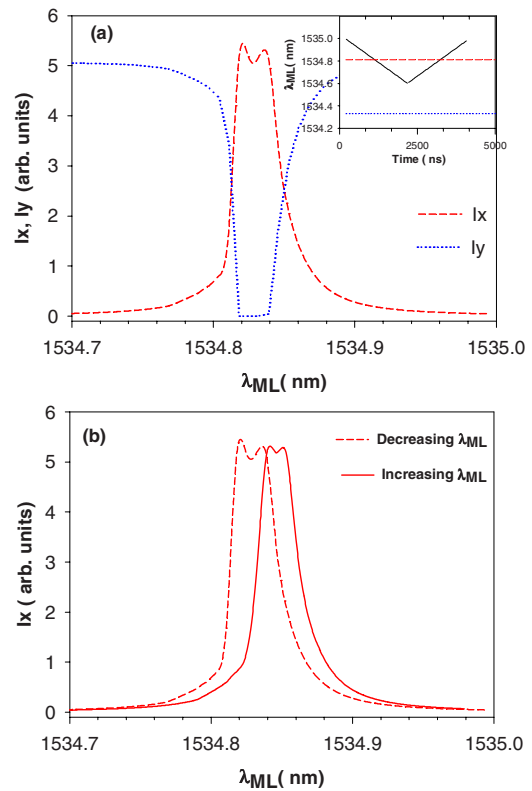 (a)
Ix, Iy (arb. units)
6
5
4
3
2
1
0
1534.7 1534.8 1534.9 1535.0
λML( nm)
Ix
Iy
λML(nm)
1535.0
1534.8
1534.6
1534.4
1534.2
0 2500 5000
Time ( ns)
(b)
Ix ( arb. units)
6
5
4
3
2
1
0
1534.7 1534.8 1534.9 1535.0
λML( nm)
Decreasing λML
Increasing λML